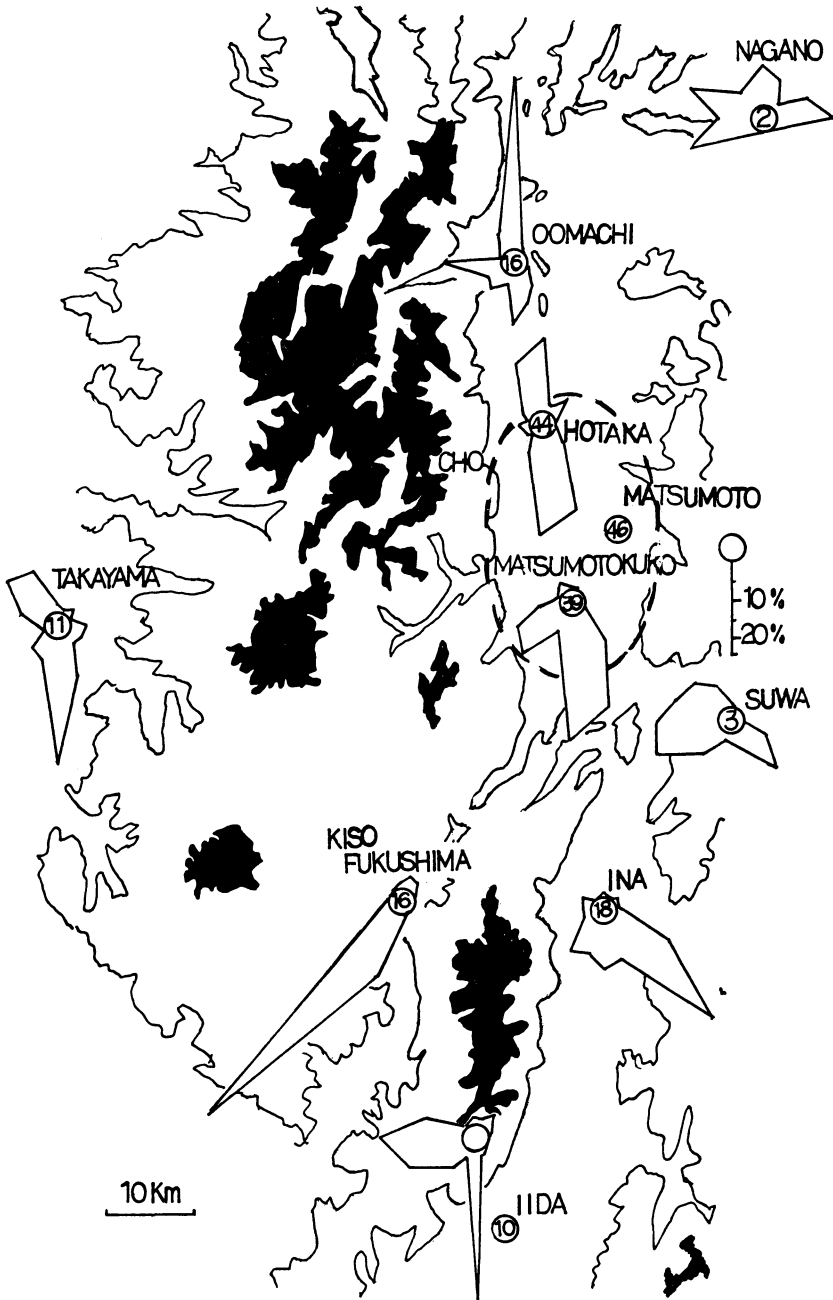 NAGANO
2
OOMACHI
16
44
HOTAKA
CHO
MATSUMOTO
46
MATSUMOTOKUKO
39
10%
20%
TAKAYAMA
11
SUWA
3
KISO
FUKUSHIMA
16
INA
18
10Km
IIDA
10